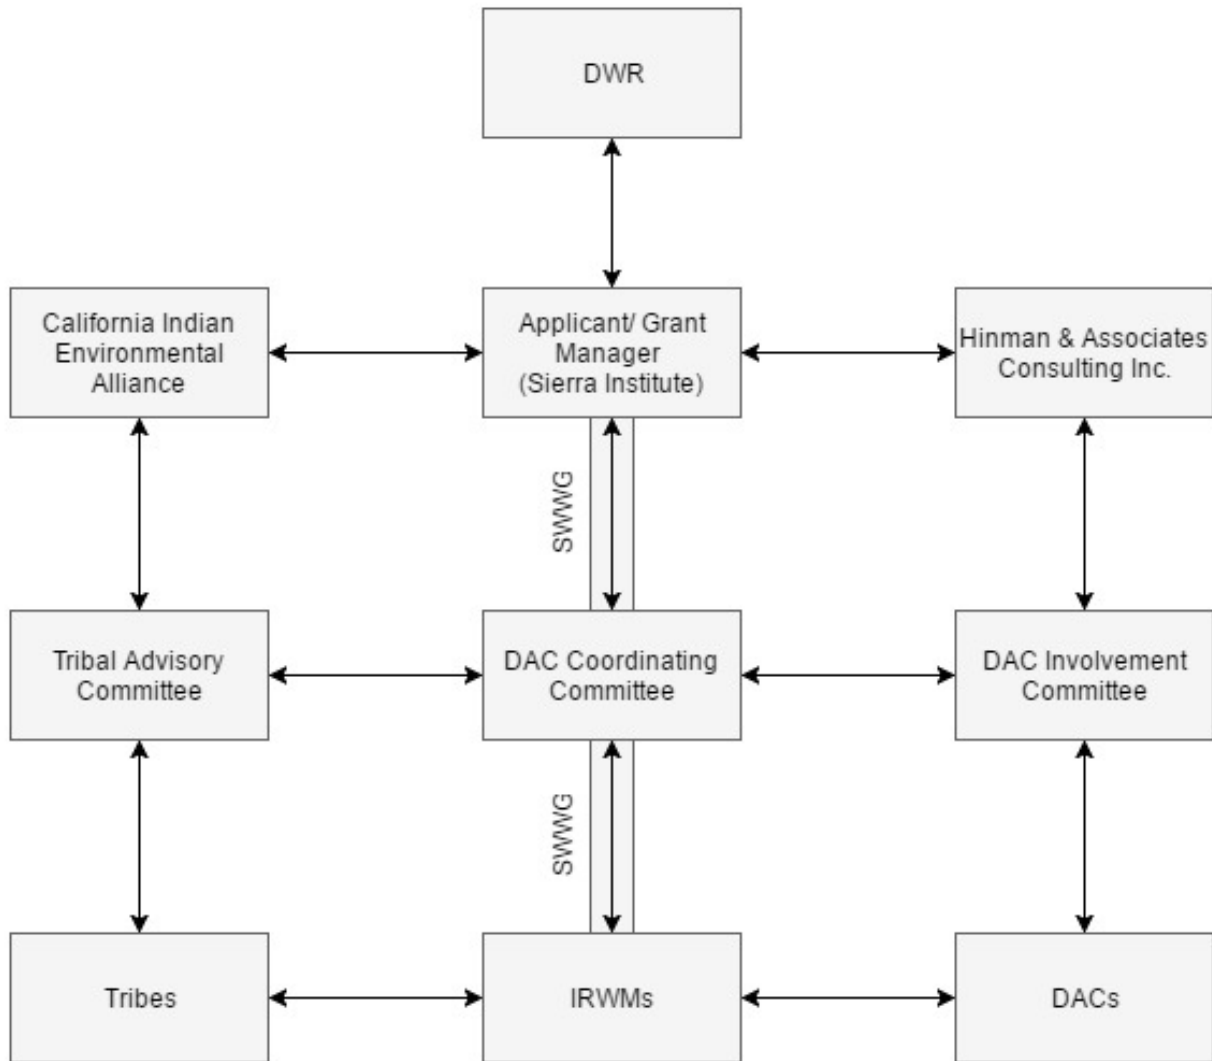 DWR
California Indian
Environmental
Alliance
Applicant/ Grant
Manager
(Sierra Institute)
Hinman & Associates
Consulting Inc.
SWWG
Tribal Advisory
Committee
DAC Coordinating
Committee
DAC Involvement
Committee
SWWG
Tribes
IRWMs
DACs